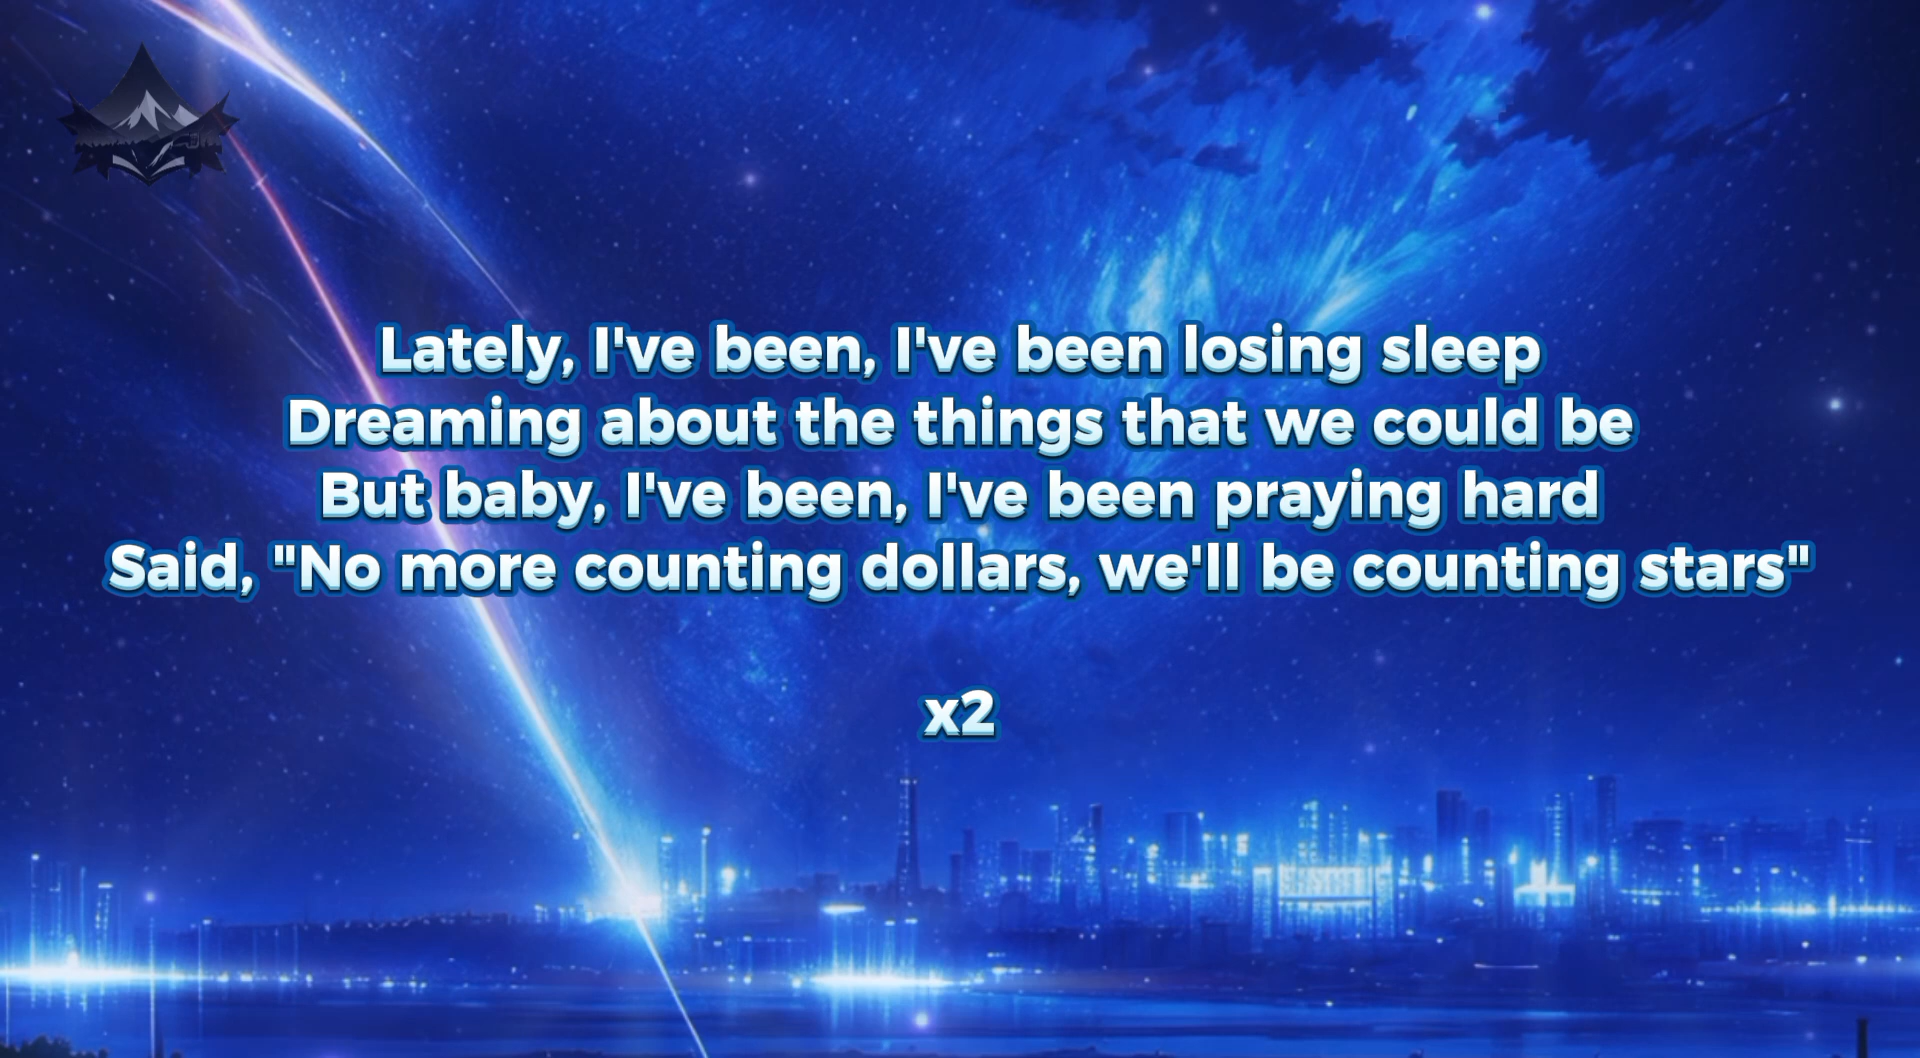 Lately, I've been, I've been losing sleep
Dreaming about the things that we could be
But baby, I've been, I've been praying hard
Said, "No more counting dollars, we'll be counting stars"
x2